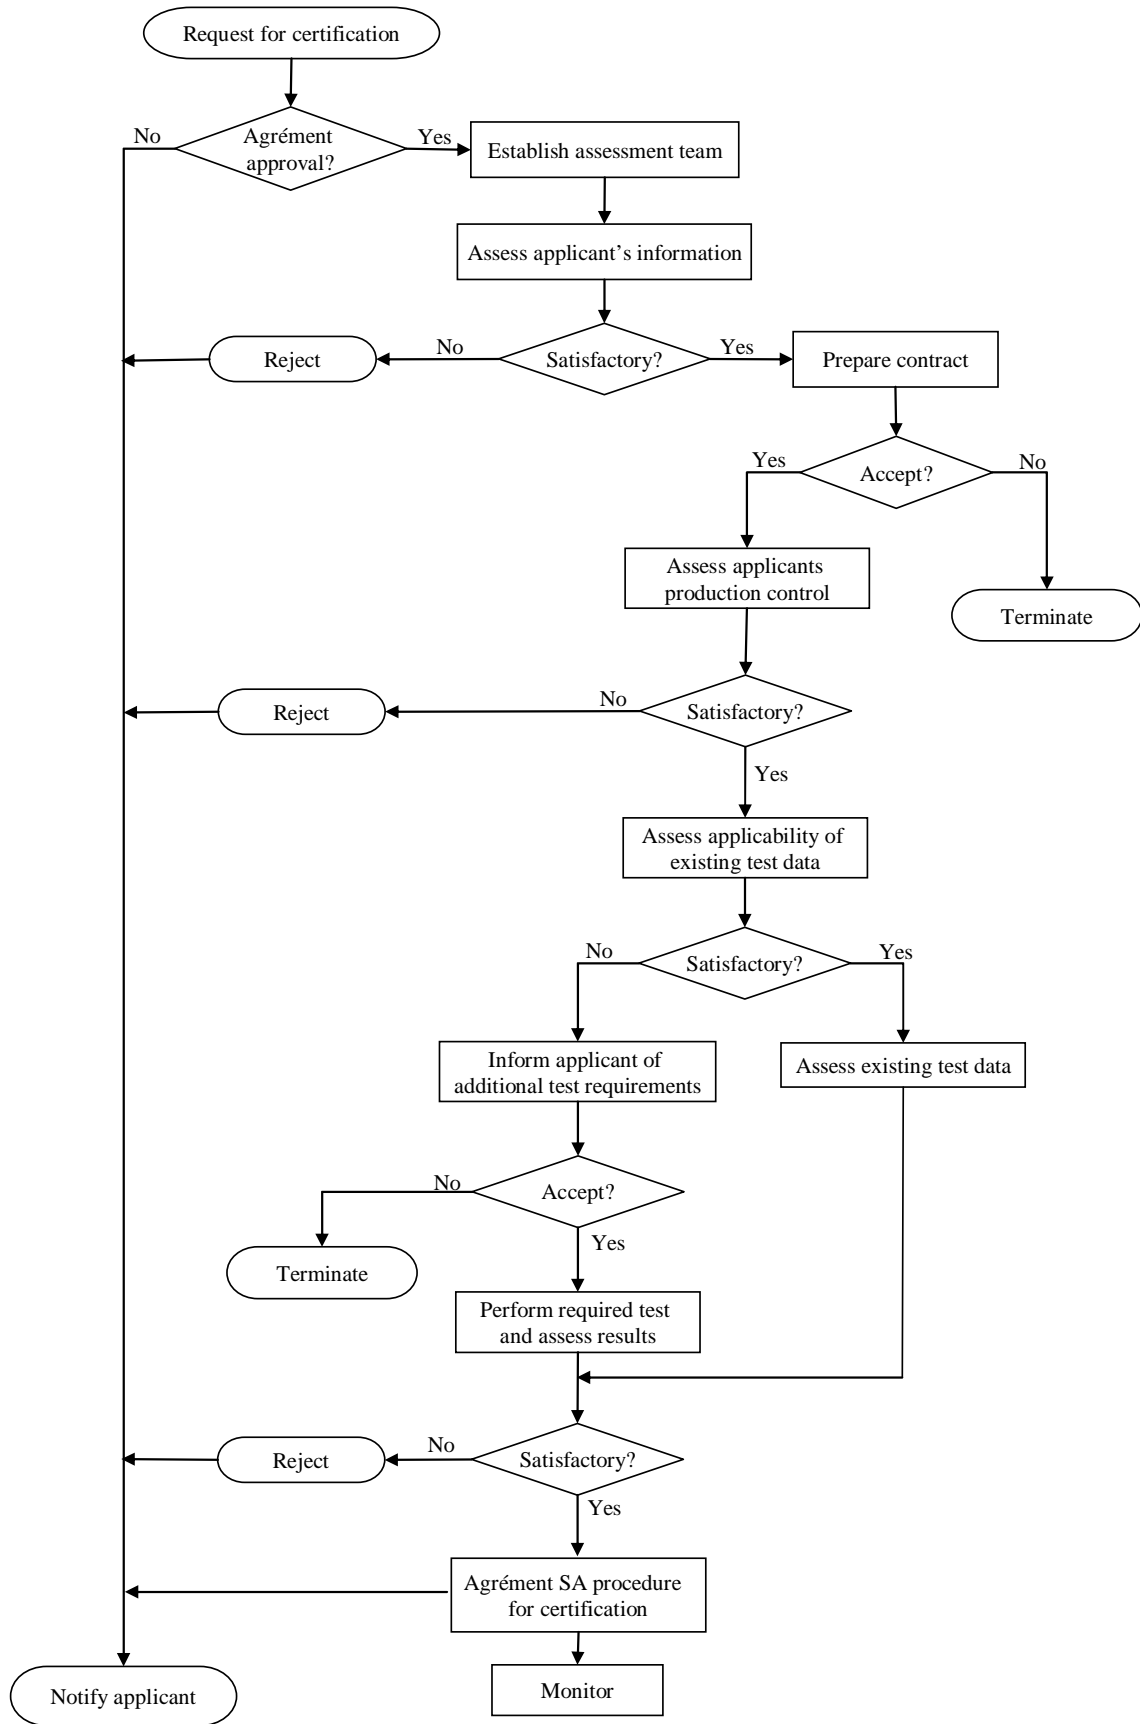 Request for certification
No
Agrément
approval?
Yes
Establish assessment team
Assess applicant's information
Reject
No
Satisfactory?
Yes
Prepare contract
Yes
Accept?
No
Assess applicants
production control
Terminate
Reject
No
Satisfactory?
Yes
Assess applicability of
existing test data
No
Satisfactory?
Yes
Inform applicant of
additional test requirements
Assess existing test data
No
Accept?
Yes
Terminate
Perform required test
and assess results
Reject
No
Satisfactory?
Yes
Agrément SA procedure
for certification
Notify applicant
Monitor